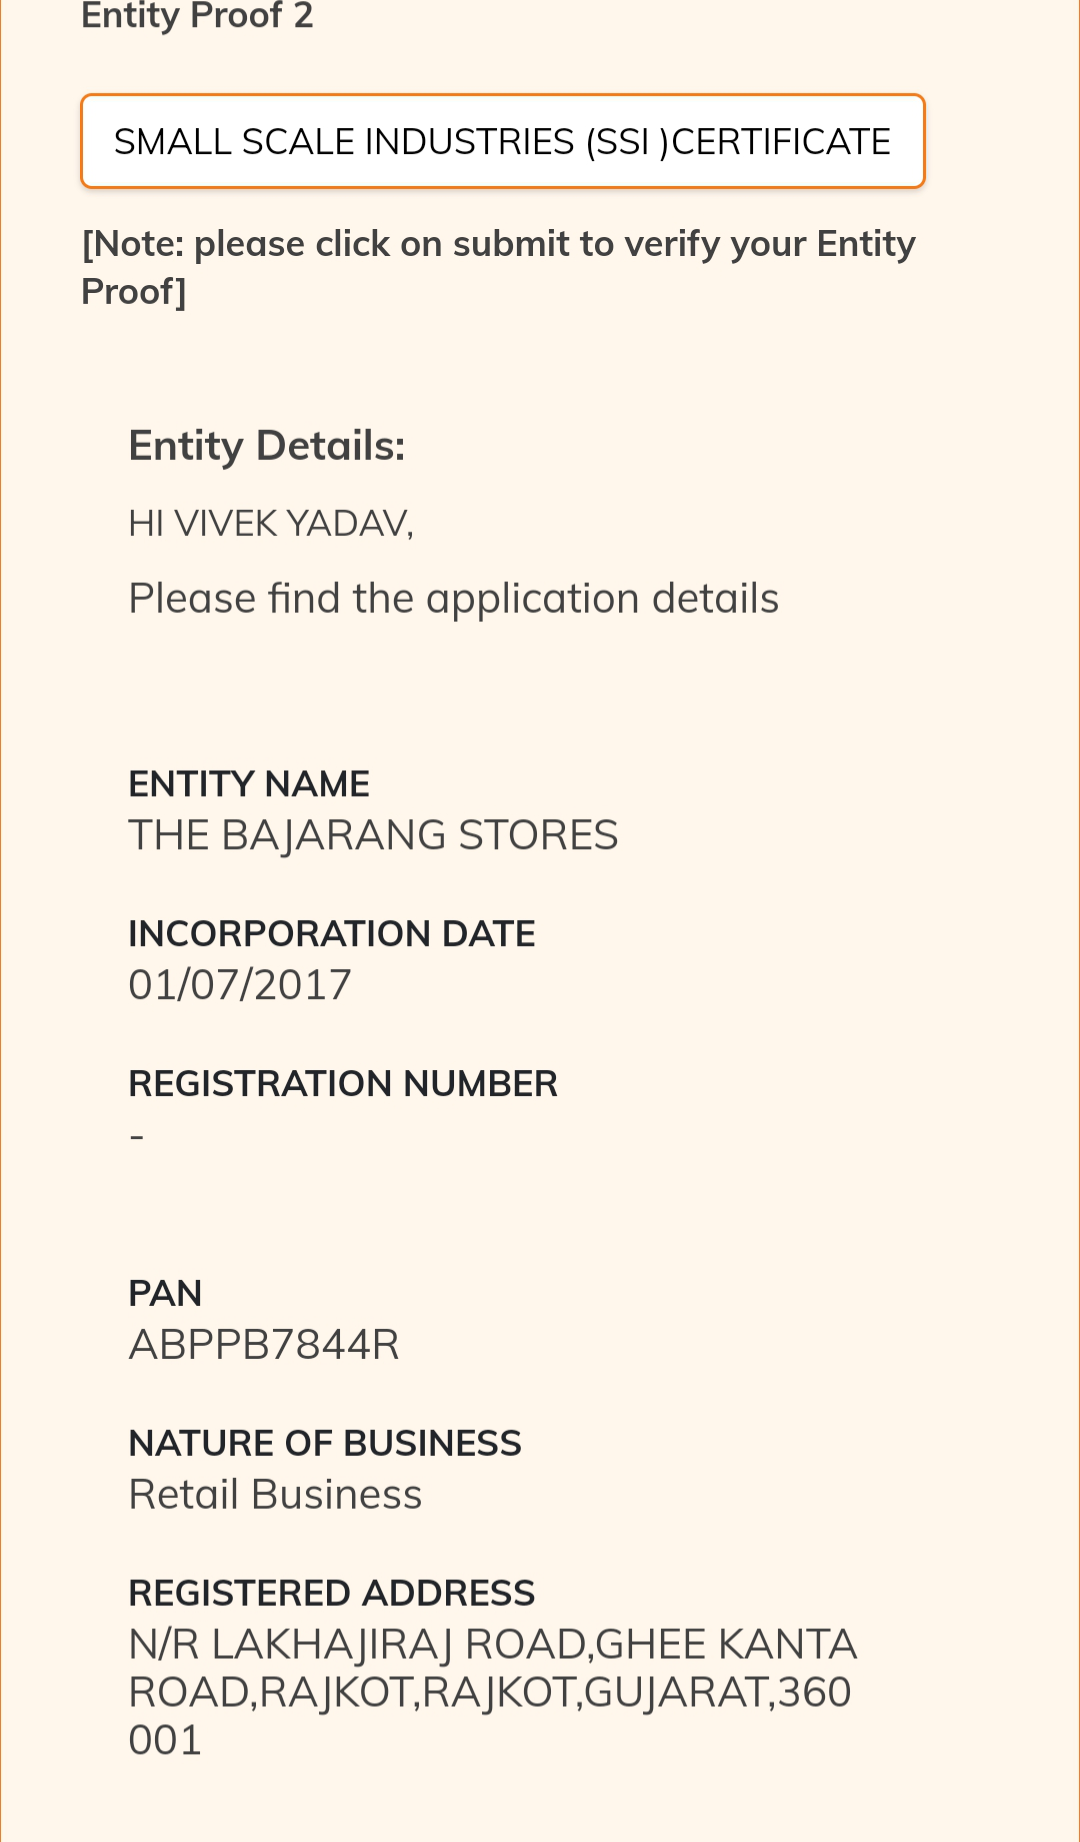 Entity Proof 2
SMALL SCALE INDUSTRIES (SSI )CERTIFICATE
[Note: please click on submit to verify your Entity
Proof]
Entity Details:
HI VIVEK YADAV,
Please find the application details
ENTITY NAME
THE BAJARANG STORES
INCORPORATION DATE
01/07/2017
REGISTRATION NUMBER
-
PAN
ABPPB7844R
NATURE OF BUSINESS
Retail Business
REGISTERED ADDRESS
N/R LAKHAJIRAJ ROAD,GHEE KANTA
ROAD,RAJKOT,RAJKOT,GUJARAT,360
001